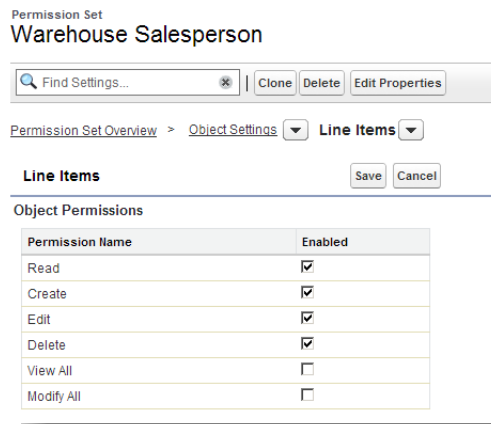 Permission Set
Warehouse Salesperson
Find Settings... | Clone Delete Edit Properties
Permission Set Overview > Object Settings Line Items
Line Items Save Cancel
Object Permissions
Permission Name Enabled
Read
Create
Edit
Delete
View All
Modify All